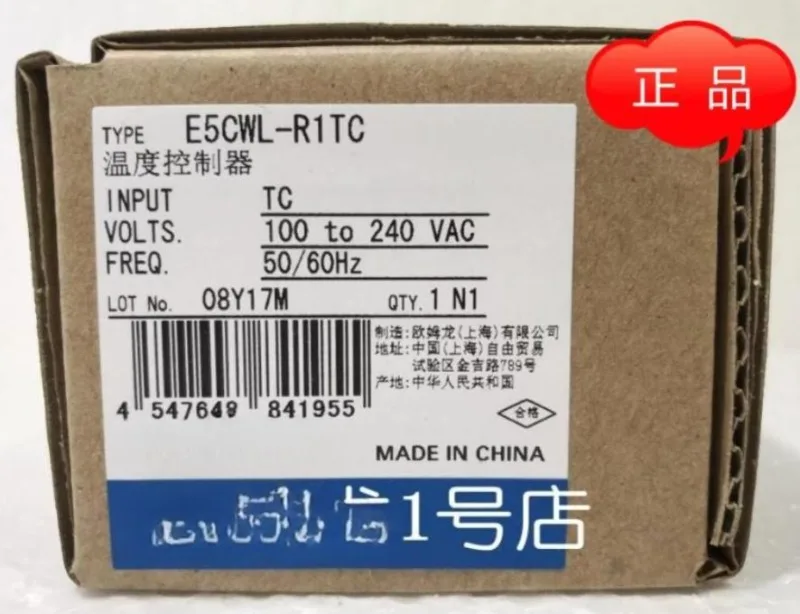 正品
TYPE E5CWL-R1TC
温度控制器
INPUT TC
VOLTS. 100 to 240 VAC
FREQ. 50/60Hz
LOT No. 08Y17M QTY. 1 N1
制造: 欧姆龙(上海)有限公司
地址: 中国(上海)自由贸易
试验区金吉路789号
产地: 中华人民共和国
4 547648 841955
合格
MADE IN CHINA
1号店